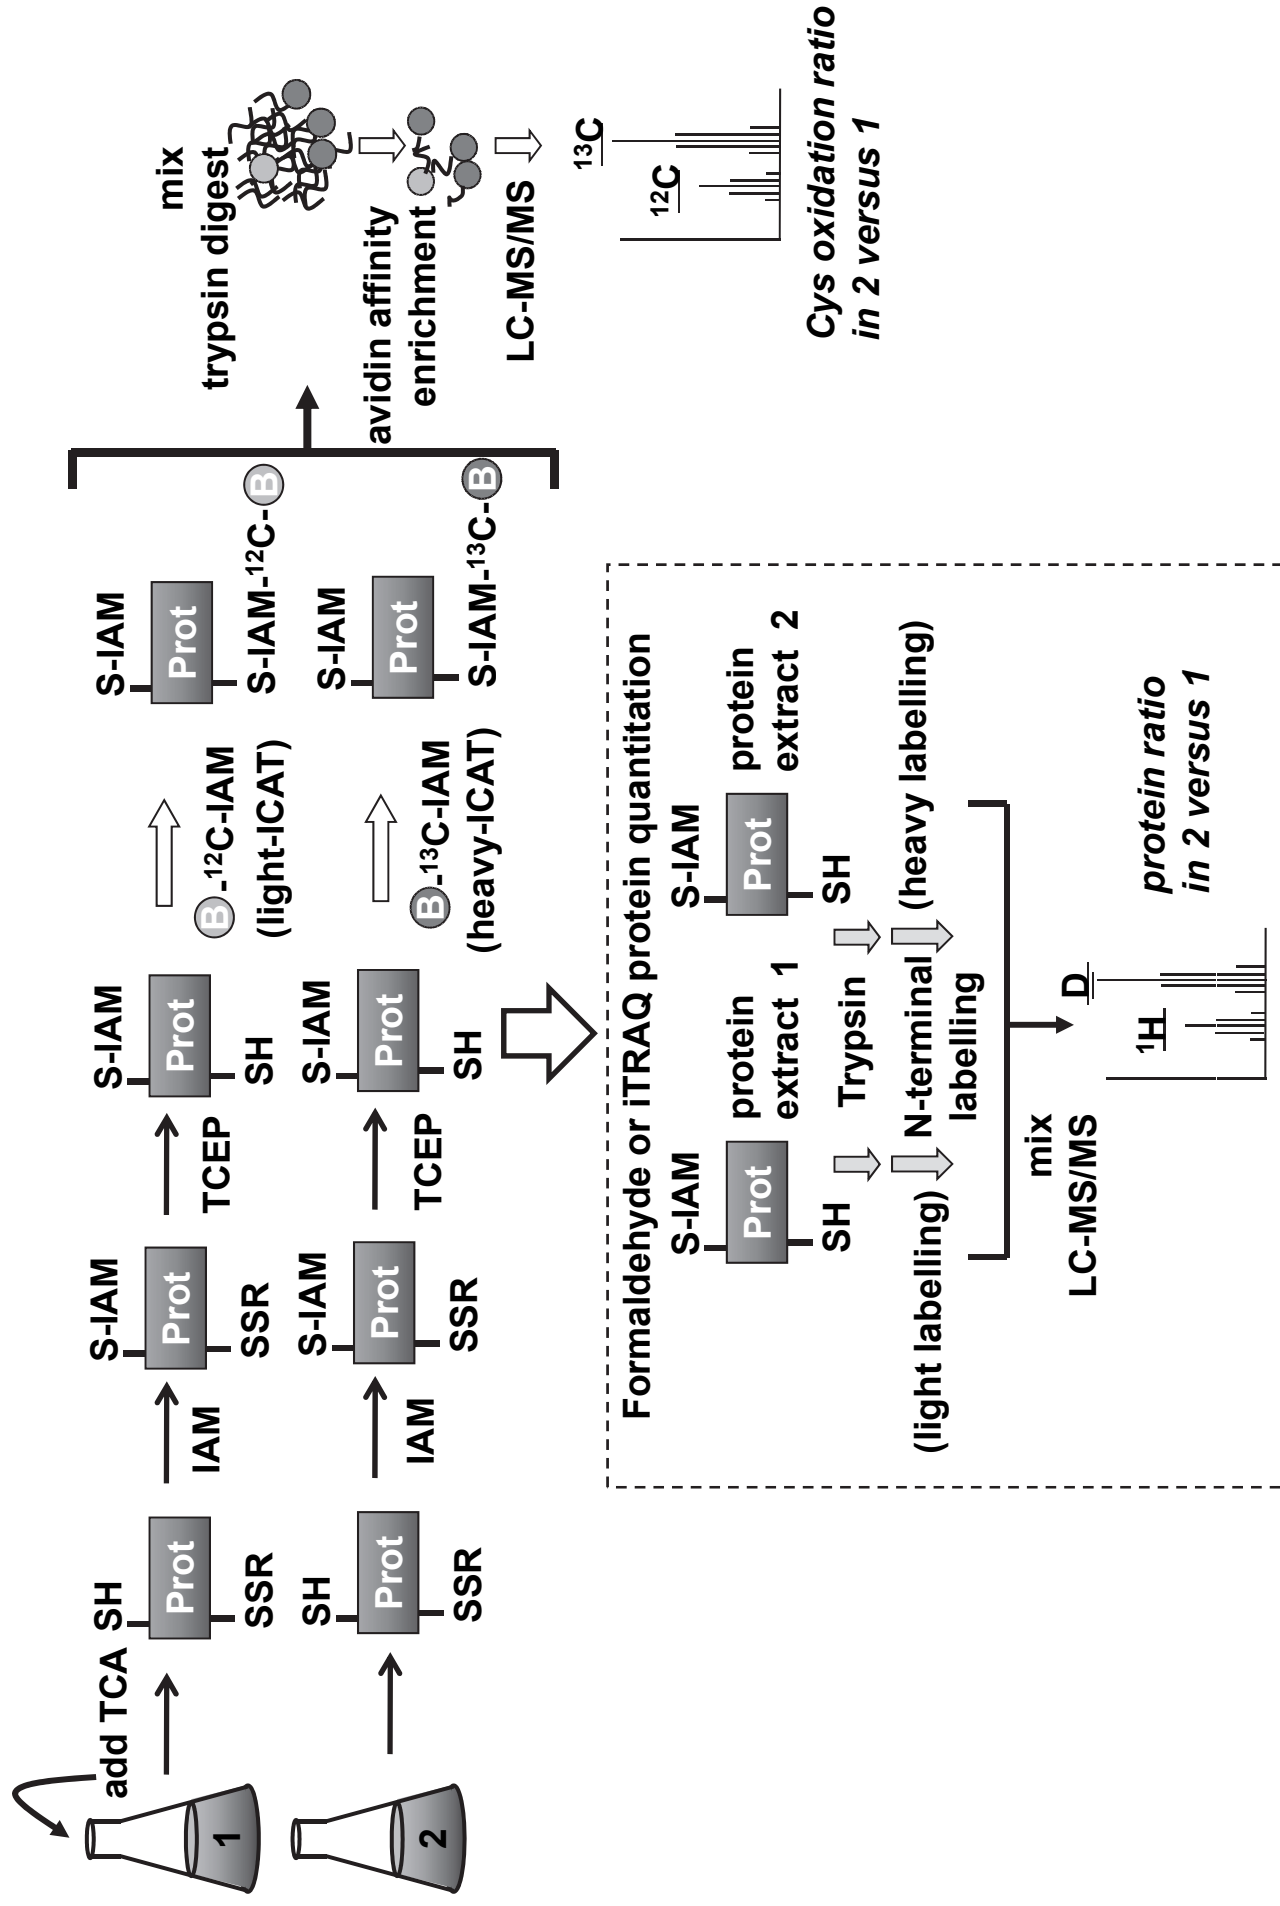 add TCA
1
SH
Prot
SSR
IAM
S-IAM
Prot
SSR
TCEP
S-IAM
Prot
SH
B-¹²C-IAM
(light-ICAT)
S-IAM
Prot
S-IAM-¹²C-B
2
SH
Prot
SSR
IAM
S-IAM
Prot
SSR
TCEP
S-IAM
Prot
SH
B-¹³C-IAM
(heavy-ICAT)
S-IAM
Prot
S-IAM-¹³C-B
mix
trypsin digest
avidin affinity
enrichment
LC-MS/MS
¹²C
¹³C
Cys oxidation ratio
in 2 versus 1
Formaldehyde or iTRAQ protein quantitation
S-IAM
Prot
SH
protein
extract 1
S-IAM
Prot
SH
protein
extract 2
Trypsin
(light labelling)
N-terminal
labelling
(heavy labelling)
mix
LC-MS/MS
¹H
D
protein ratio
in 2 versus 1